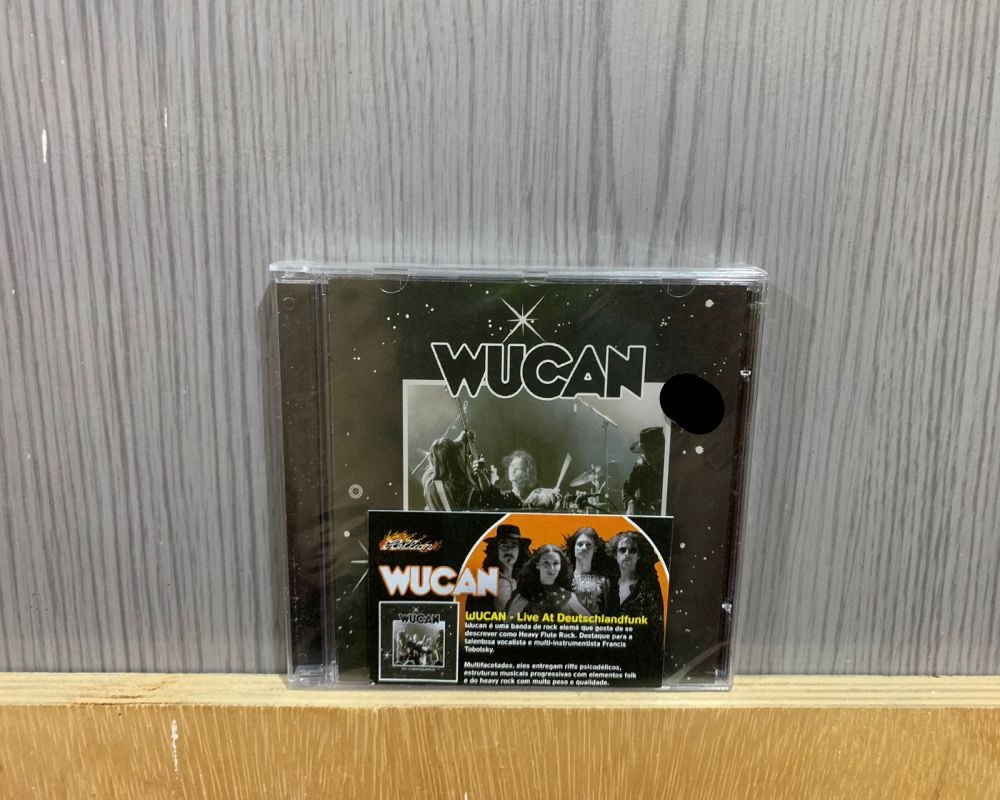 WUCAN
WUCAN
WUCAN - Live At Deutschlandfunk
Wucan é uma banda de rock alemã que gosta de se
descrever como Heavy Flute Rock. Destaque para a
talentosa vocalista e multi-instrumentista Francis
Tobolsky.
Multifacetados, eles entregam riffs psicodélicos,
estruturas musicais progressivas com elementos folk
e do heavy rock com muito peso e qualidade.
WUCAN